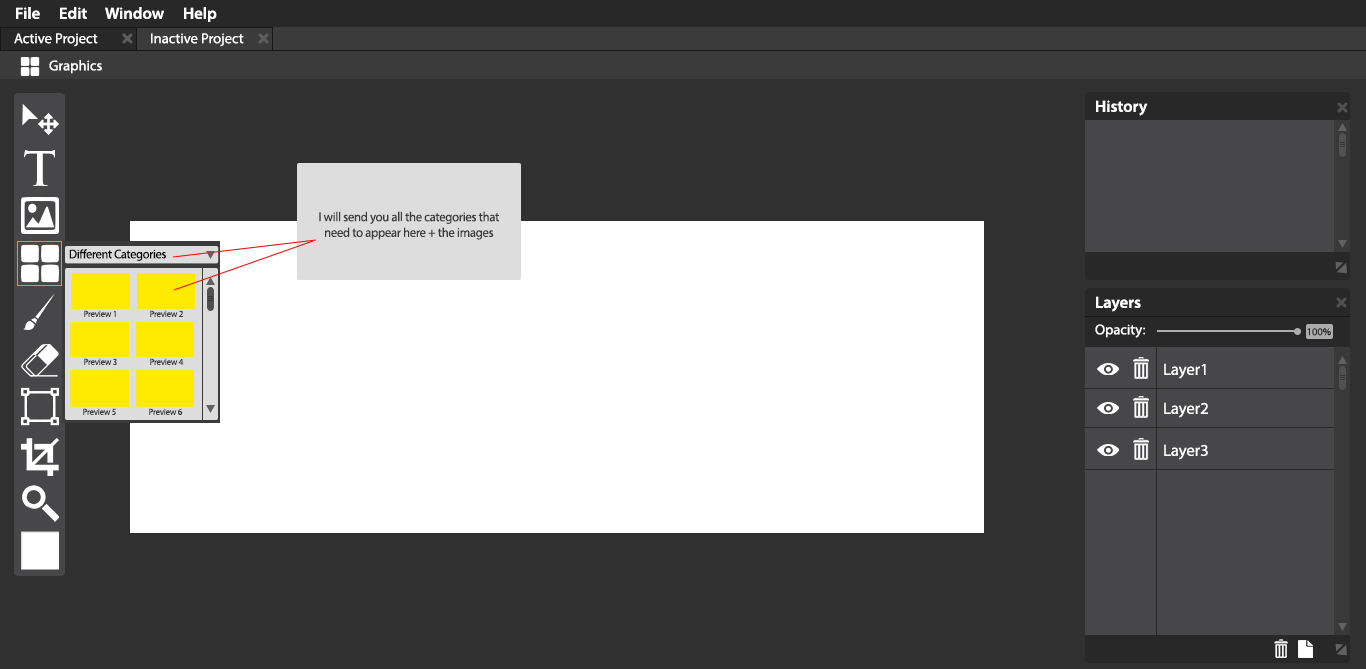 File Edit Window Help
Active Project Inactive Project
Graphics
T
I will send you all the categories that
need to appear here + the images
Different Categories
Preview 1 Preview 2
Preview 3 Preview 4
Preview 5 Preview 6
History
Layers
Opacity: 100%
Layer1
Layer2
Layer3